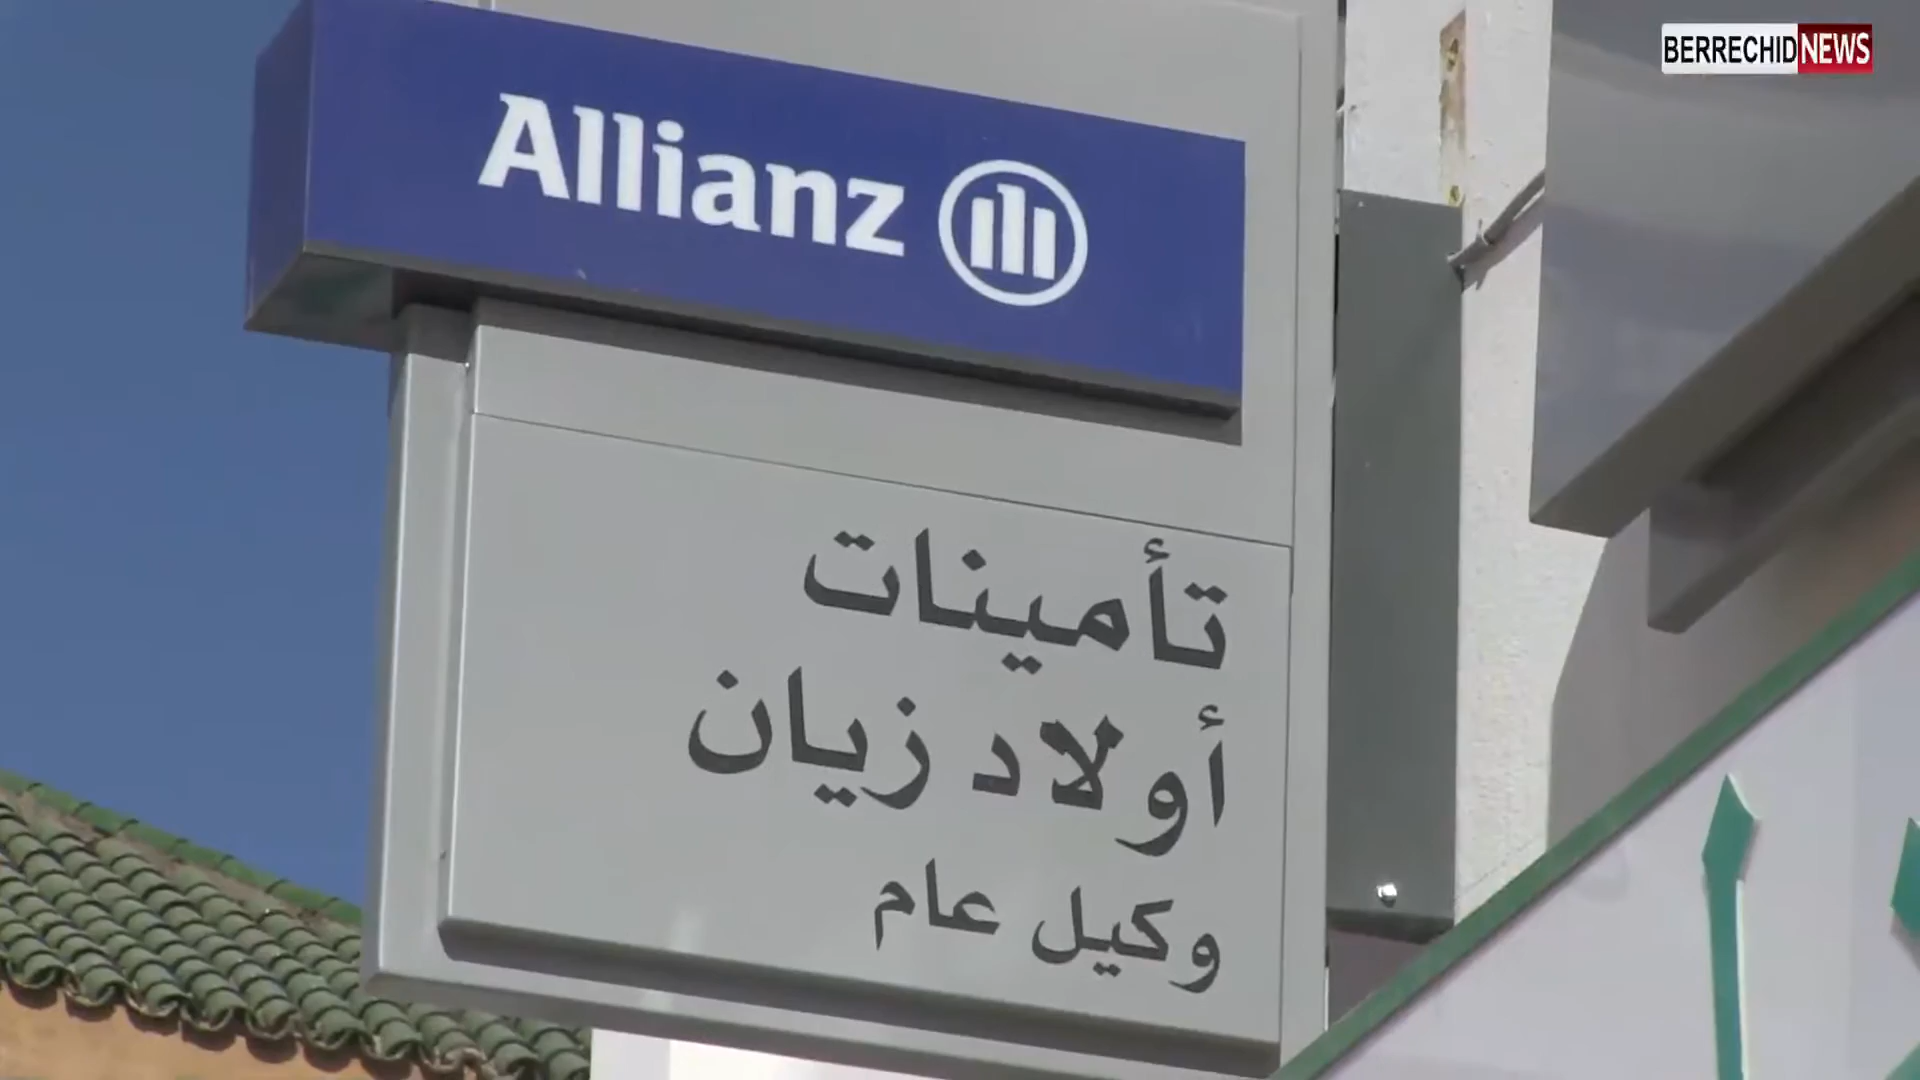 BERRECHIDNEWS
Allianz
تأمينات
أولاد زيان
وكيل عام